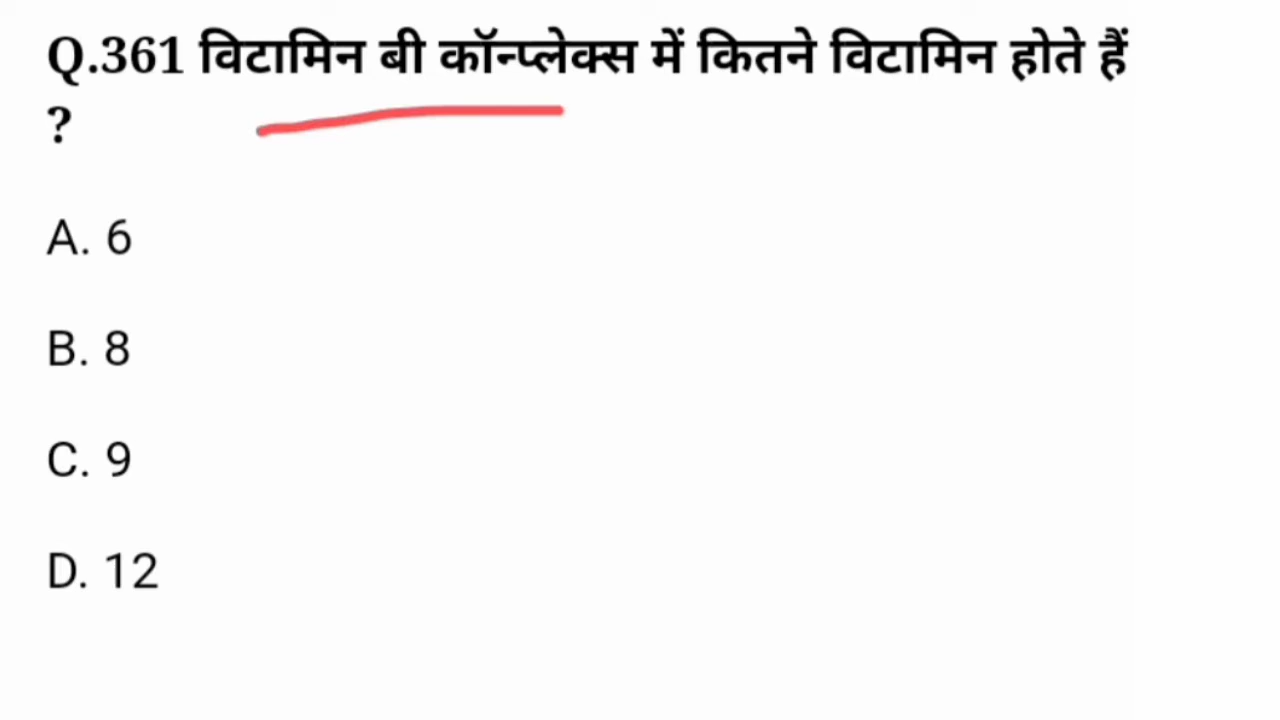 Q.361 विटामिन बी कॉन्प्लेक्स में कितने विटामिन होते हैं
?
A. 6
B. 8
C. 9
D. 12